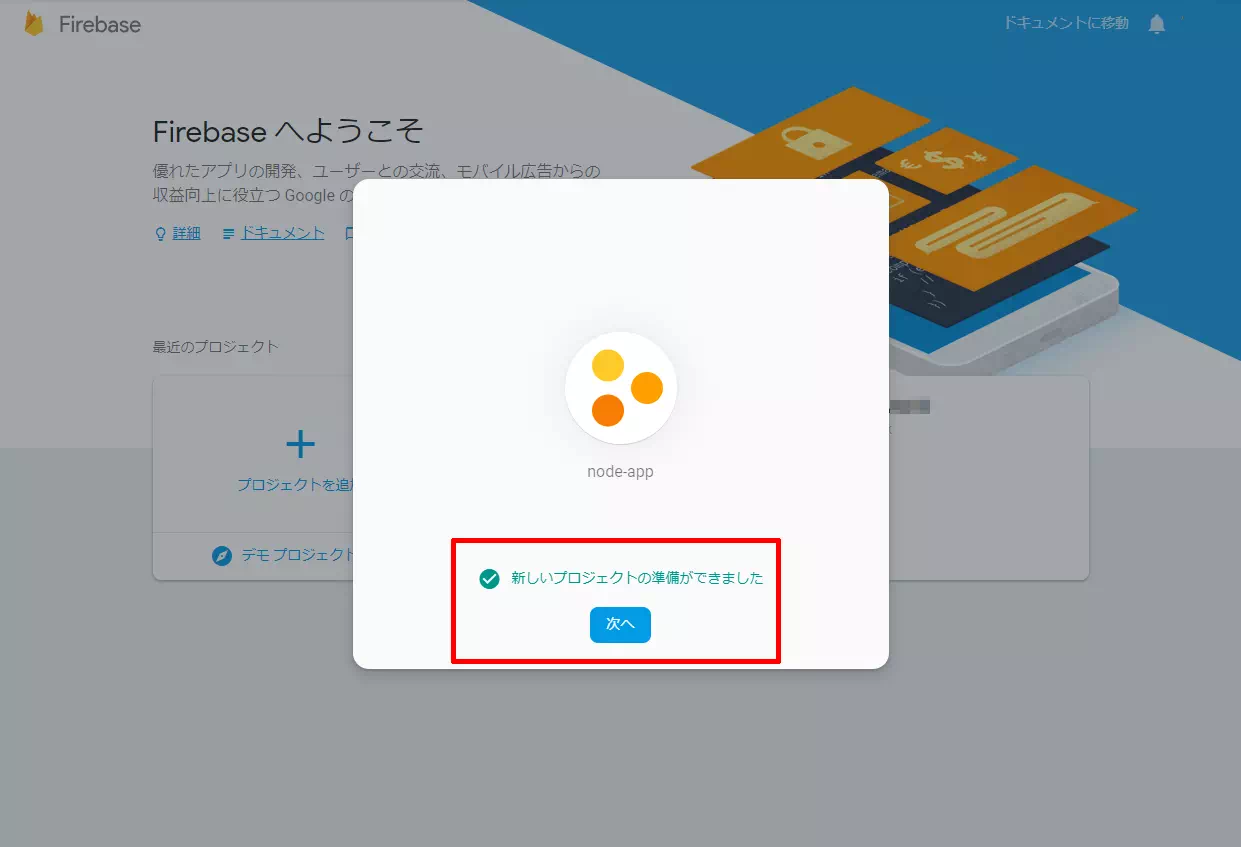 Firebase
ドキュメントに移動
Firebase へようこそ
優れたアプリの開発、ユーザーとの交流、モバイル広告からの
収益向上に役立つ Google の
詳細
ドキュメント
最近のプロジェクト
プロジェクトを追加
デモ プロジェクト
node-app
新しいプロジェクトの準備ができました
次へ